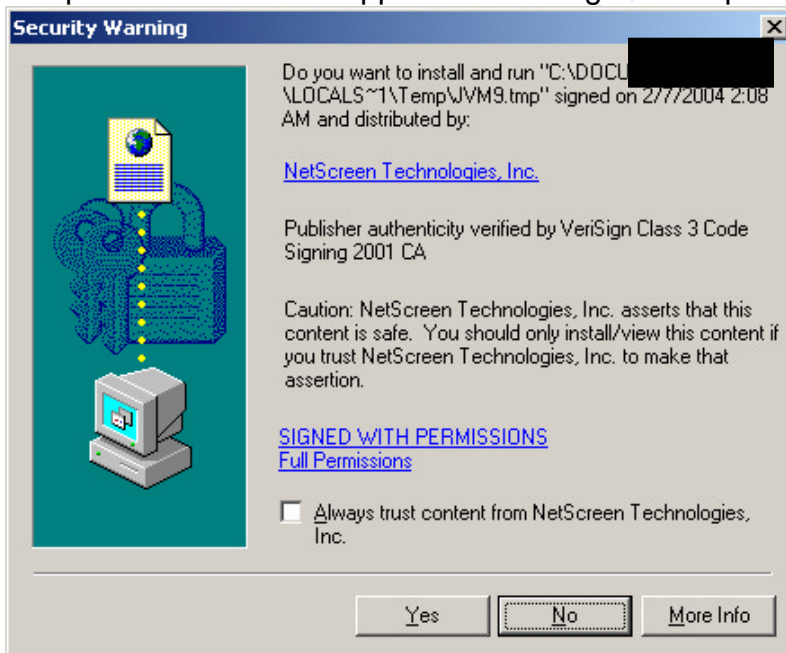 Security Warning
Do you want to install and run "C:\DOCU
\LOCALS~1\Temp\JVM9.tmp" signed on 2/7/2004 2:08
AM and distributed by:
NetScreen Technologies, Inc.
Publisher authenticity verified by VeriSign Class 3 Code
Signing 2001 CA
Caution: NetScreen Technologies, Inc. asserts that this
content is safe. You should only install/view this content if
you trust NetScreen Technologies, Inc. to make that
assertion.
SIGNED WITH PERMISSIONS
Full Permissions
Always trust content from NetScreen Technologies,
Inc.
Yes No More Info